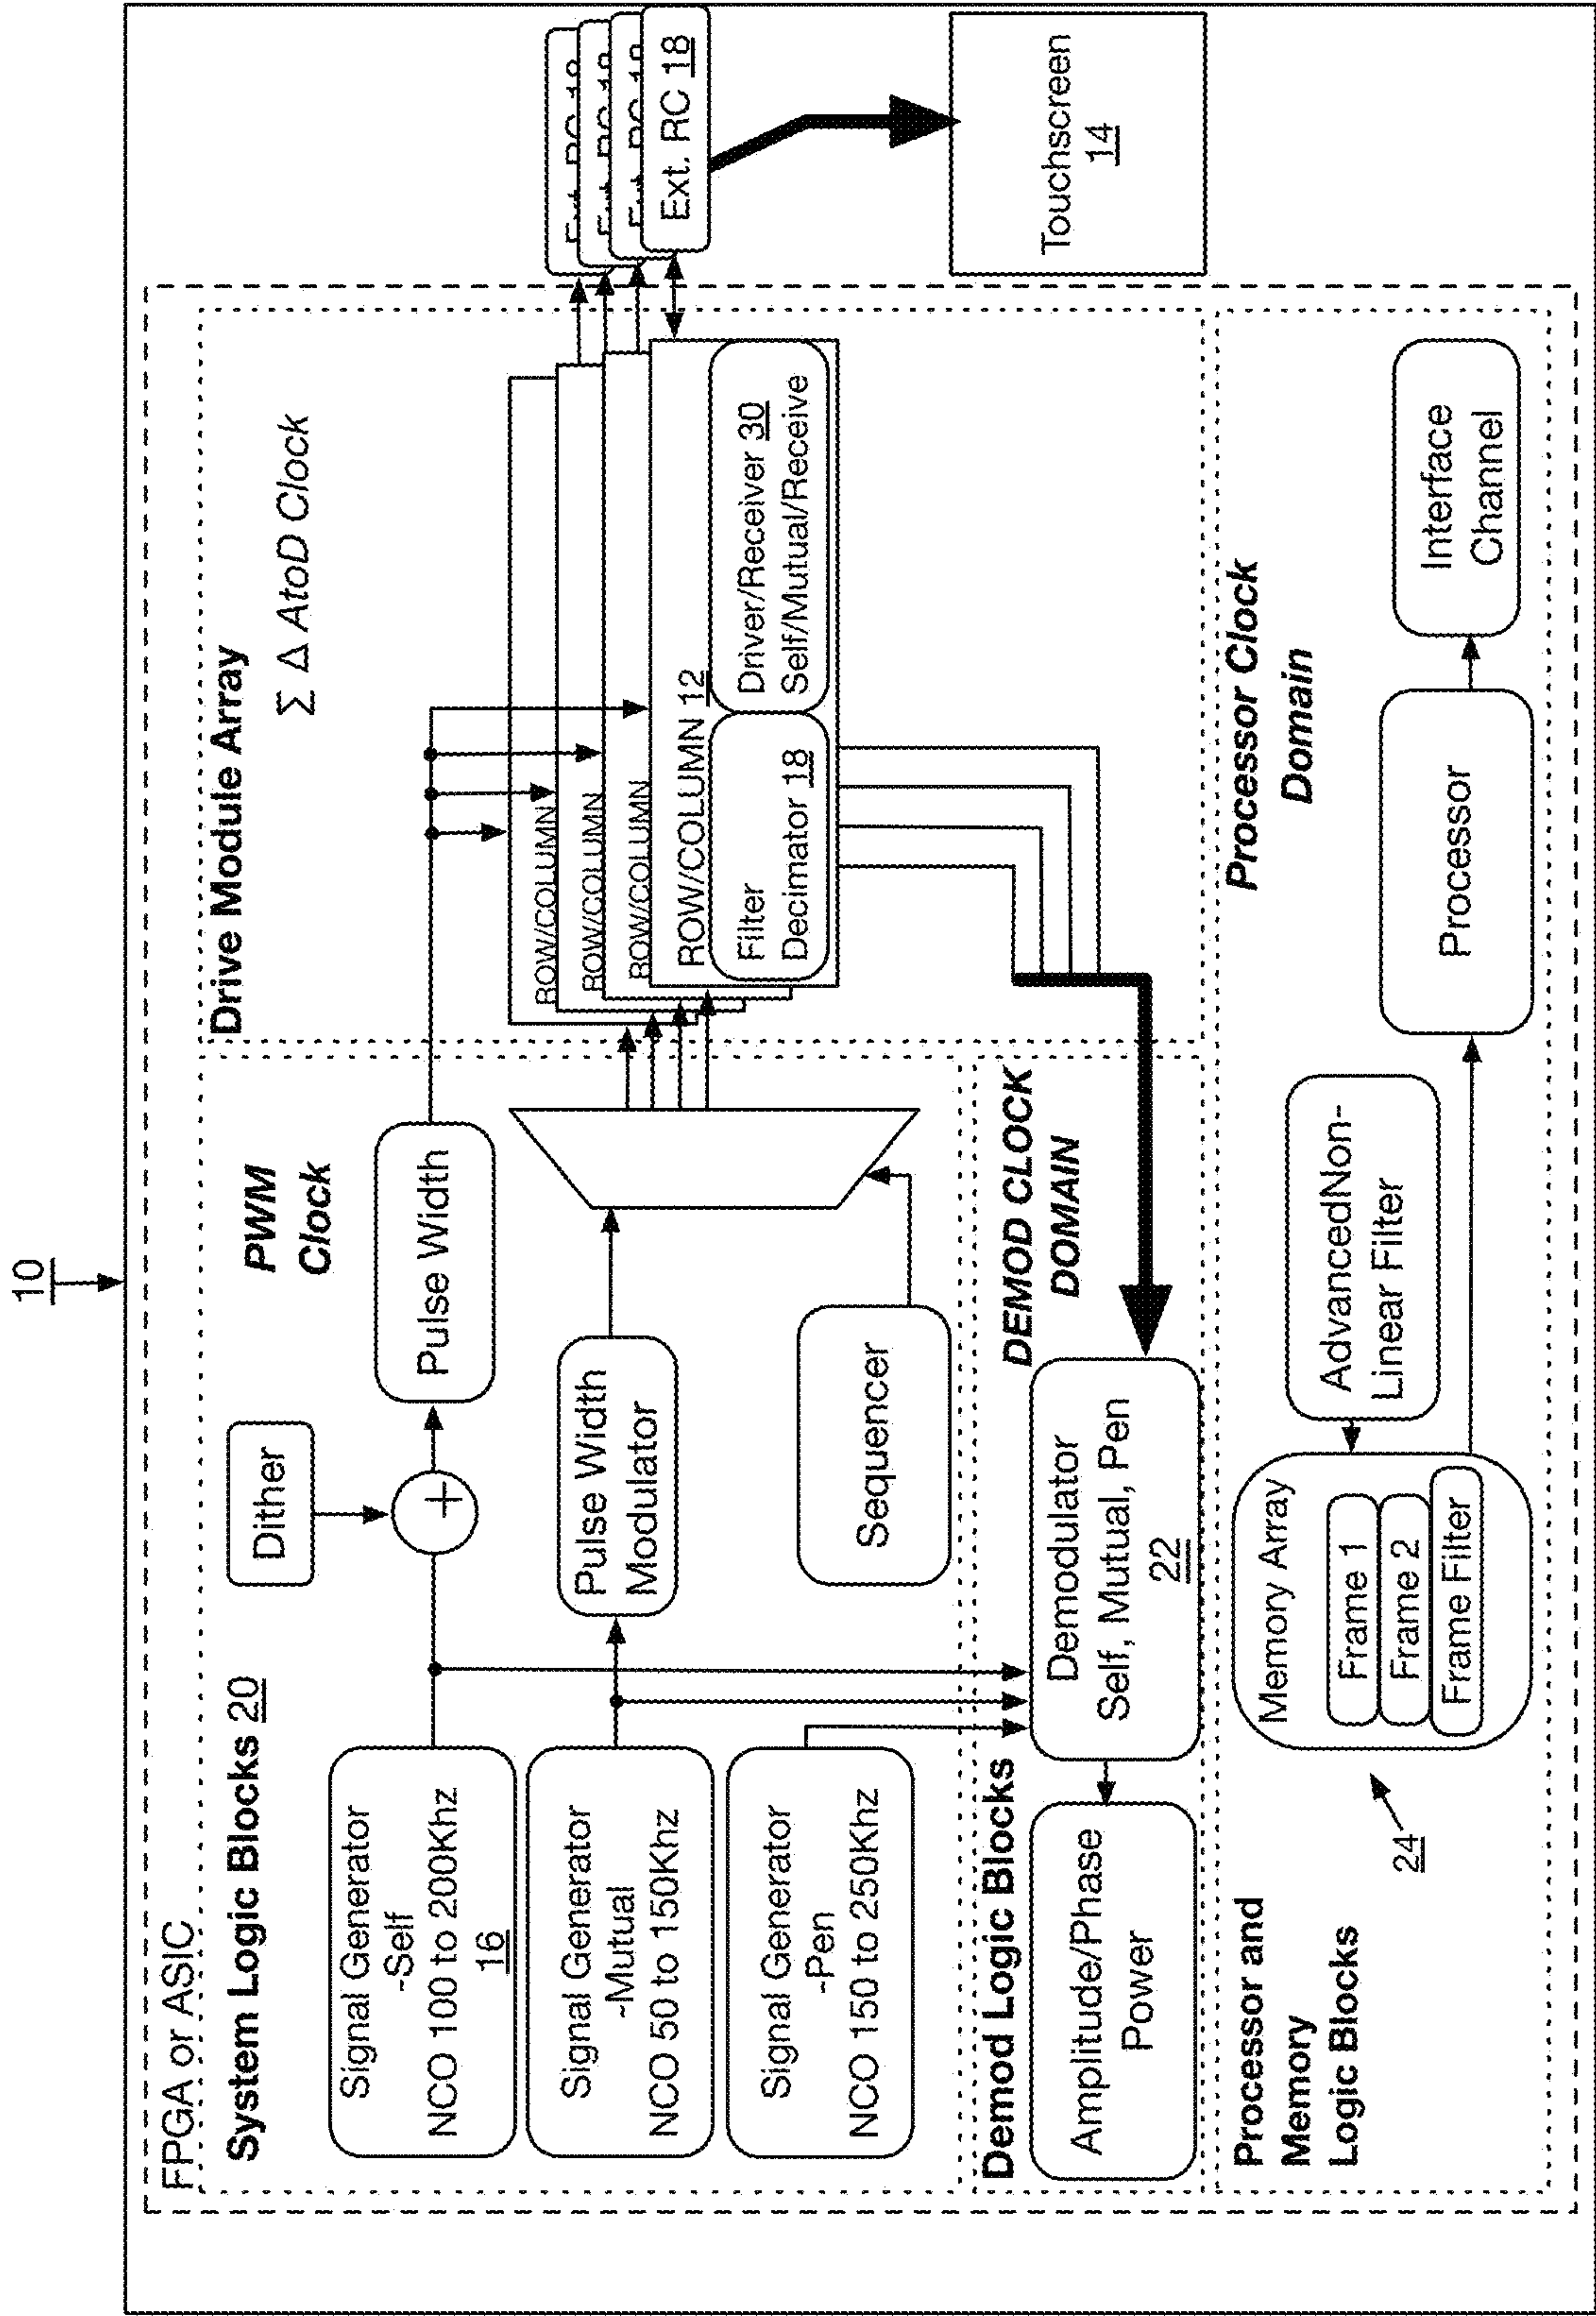 10
FPGA or ASIC
System Logic Blocks 20
Signal Generator
-Self
NCO 100 to 200Khz
16
Signal Generator
-Mutual
NCO 50 to 150Khz
Signal Generator
-Pen
NCO 150 to 250Khz
Dither
+
PWM
Clock
Pulse Width
Pulse Width
Modulator
Sequencer
Drive Module Array
Σ Δ AtoD Clock
ROW/COLUMN
ROW/COLUMN
ROW/COLUMN
ROW/COLUMN 12
Filter
Decimator 18
Driver/Receiver 30
Self/Mutual/Receive
Ext. RC 18
Touchscreen
14
Demod Logic Blocks
DEMOD CLOCK
DOMAIN
Amplitude/Phase
Power
Demodulator
Self, Mutual, Pen
22
Processor and
Memory
Logic Blocks
24
Memory Array
Frame 1
Frame 2
Frame Filter
AdvancedNon-
Linear Filter
Processor Clock
Domain
Processor
Interface
Channel